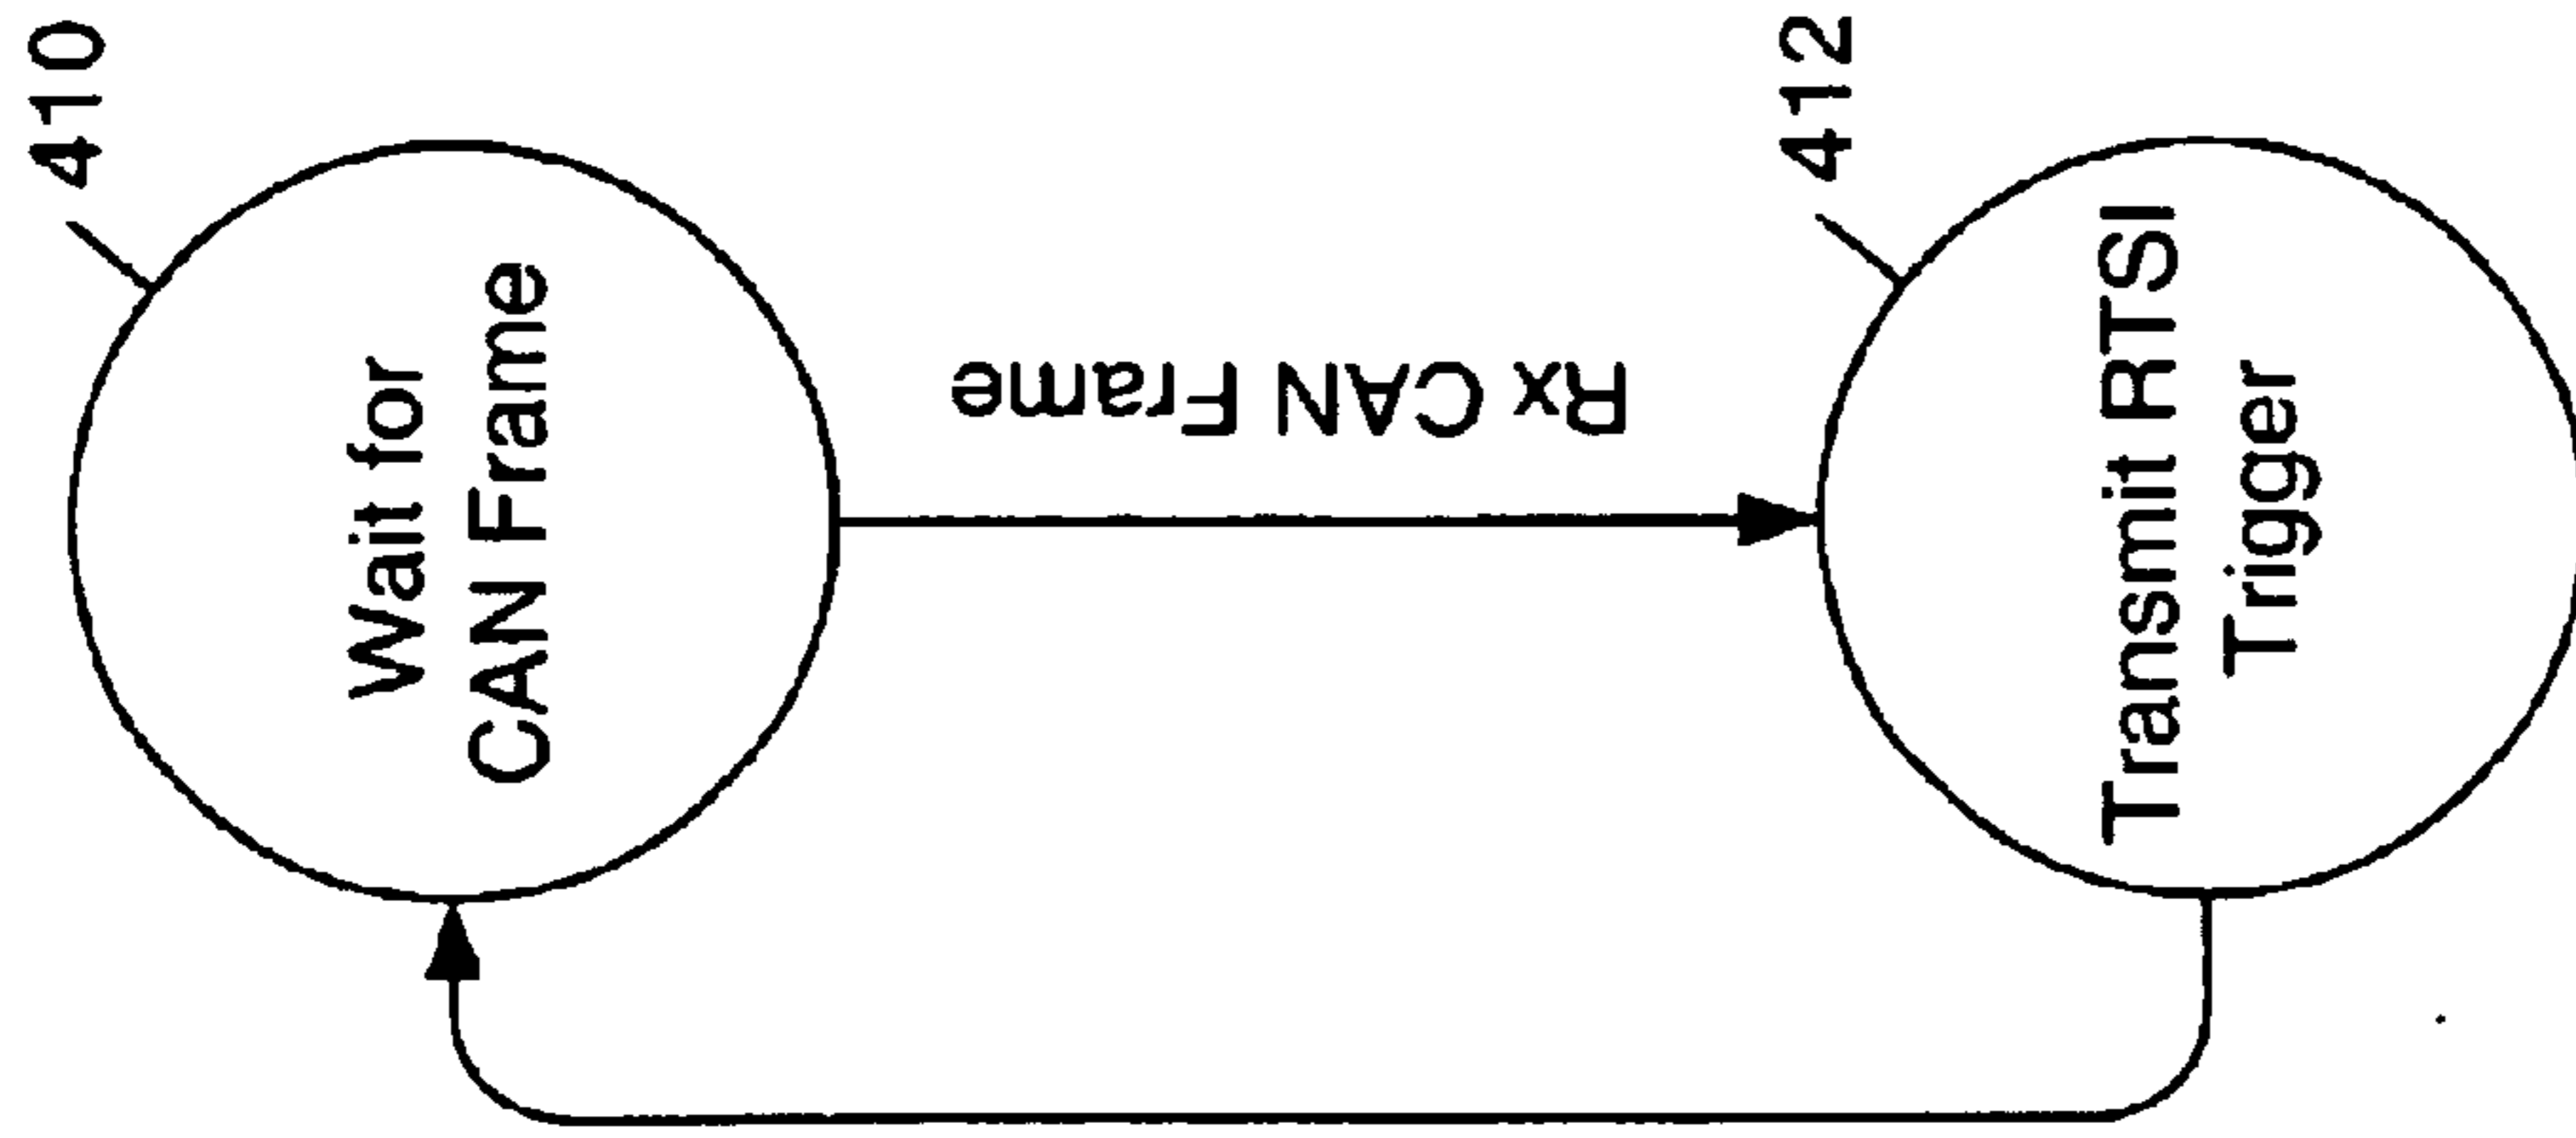 410
Wait for
CAN Frame
Rx CAN Frame
412
Transmit RTSI
Trigger